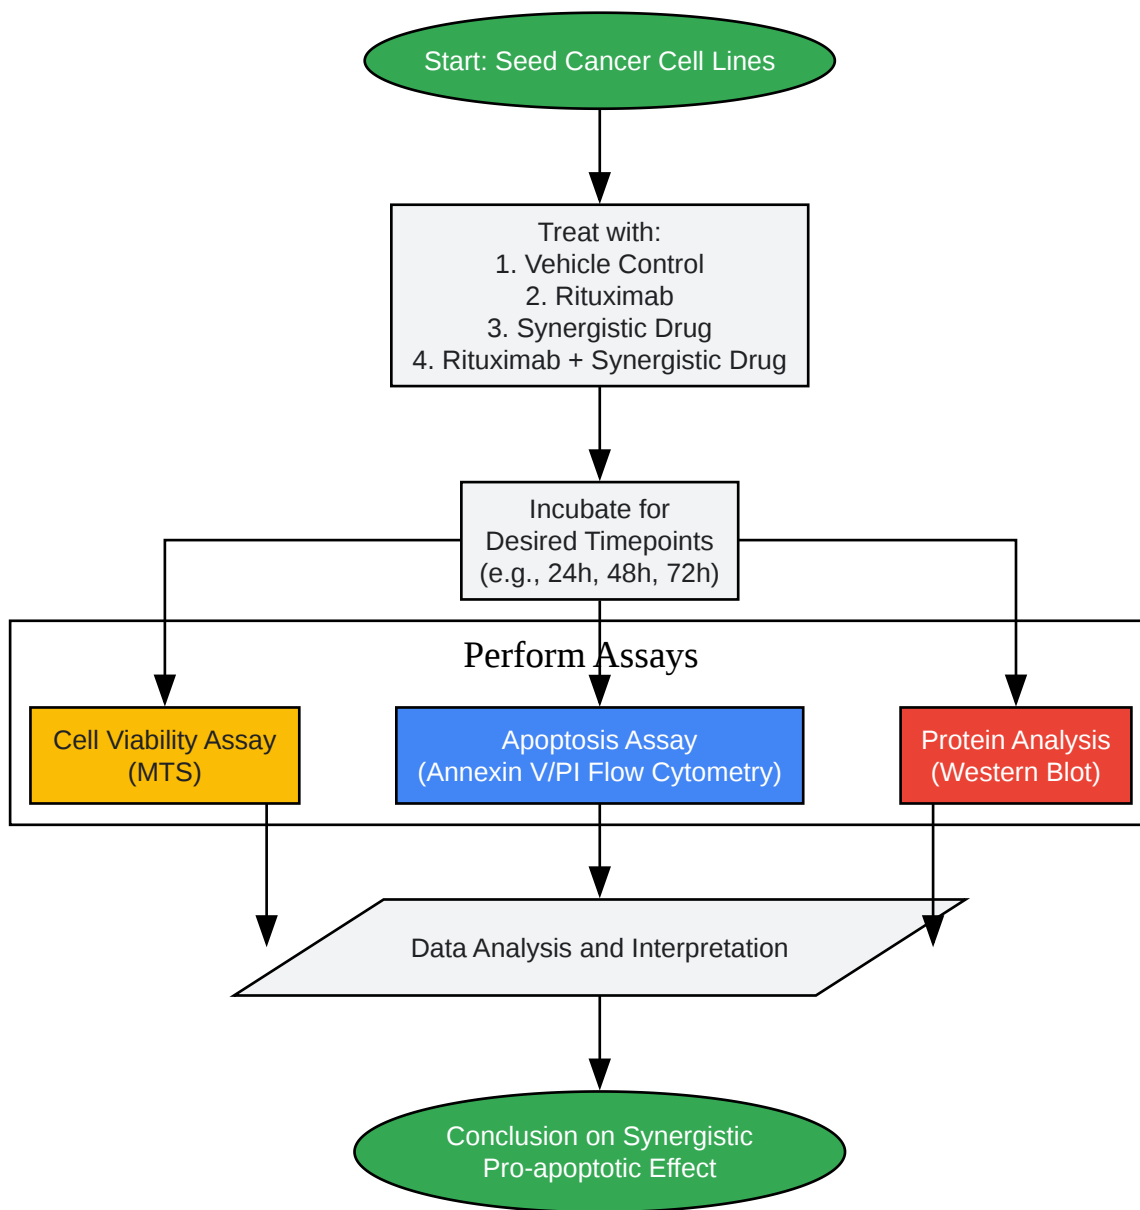 Start: Seed Cancer Cell Lines
Treat with:
1. Vehicle Control
2. Rituximab
3. Synergistic Drug
4. Rituximab + Synergistic Drug
Incubate for
Desired Timepoints
(e.g., 24h, 48h, 72h)
Perform Assays
Cell Viability Assay
(MTS)
Apoptosis Assay
(Annexin V/PI Flow Cytometry)
Protein Analysis
(Western Blot)
Data Analysis and Interpretation
Conclusion on Synergistic
Pro-apoptotic Effect